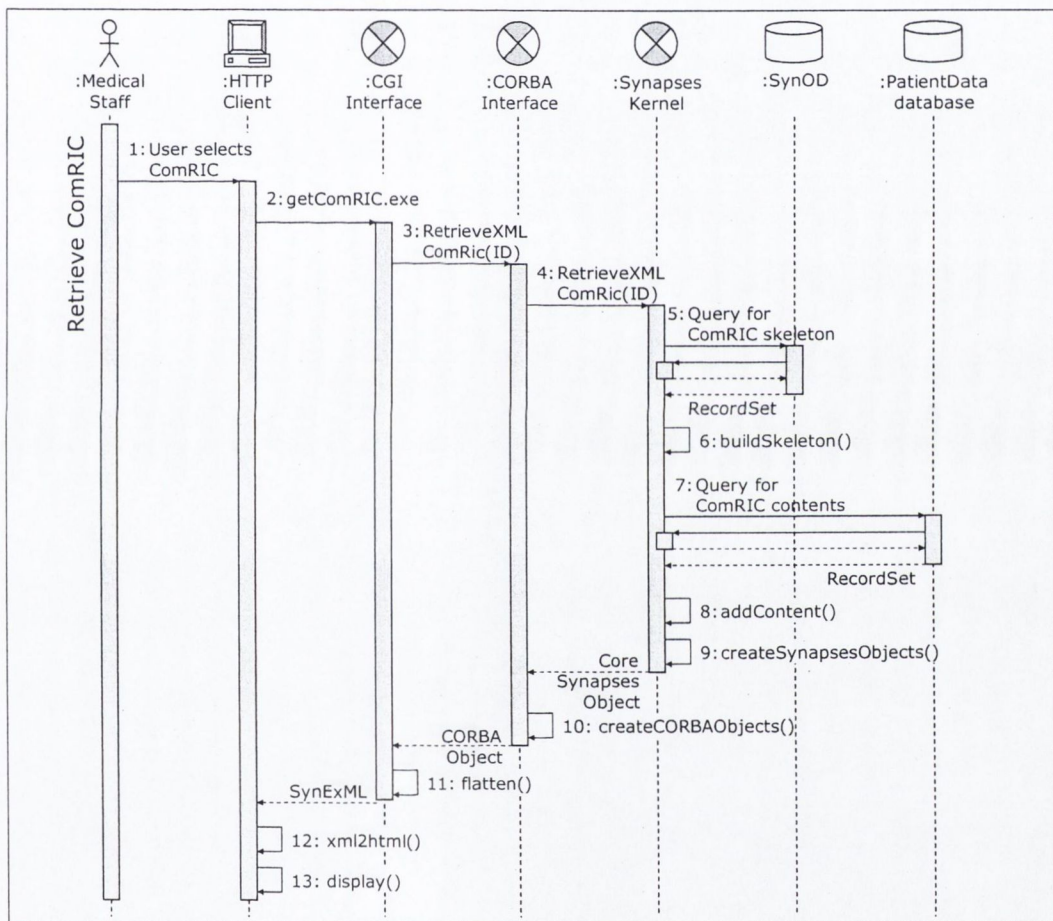 :Medical
Staff
:HTTP
Client
:CGI
Interface
:CORBA
Interface
:Synapses
Kernel
:SynOD
:PatientData
database
Retrieve ComRIC
1: User selects
ComRIC
2: getComRIC.exe
3: RetrieveXML
ComRic(ID)
4: RetrieveXML
ComRic(ID)
5: Query for
ComRIC skeleton
RecordSet
6: buildSkeleton()
7: Query for
ComRIC contents
RecordSet
8: addContent()
9: createSynapsesObjects()
Core
Synapses
Object
10: createCORBAObjects()
CORBA
Object
11: flatten()
SynExML
12: xml2html()
13: display()